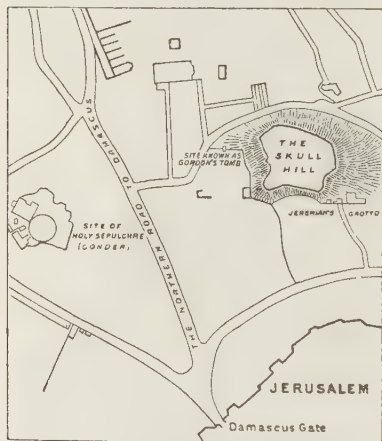 THE NORTHERN ROAD TO DAMASCUS
SITE KNOWN AS
GORDON'S TOMB
THE
SKULL
HILL
JEREMIAH'S GROTTO
SITE OF
HOLY SEPULCHRE
(CONDER)
JERUSALEM
Damascus Gate